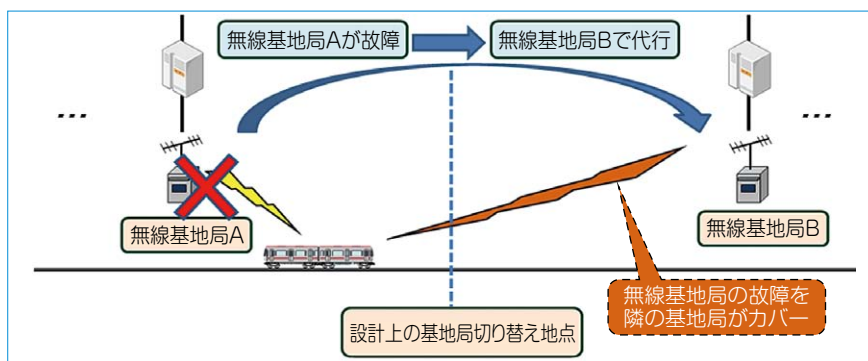 無線基地局Aが故障
無線基地局Bで代行
…
…
無線基地局A
無線基地局B
無線基地局の故障を
隣の基地局がカバー
設計上の基地局切り替え地点